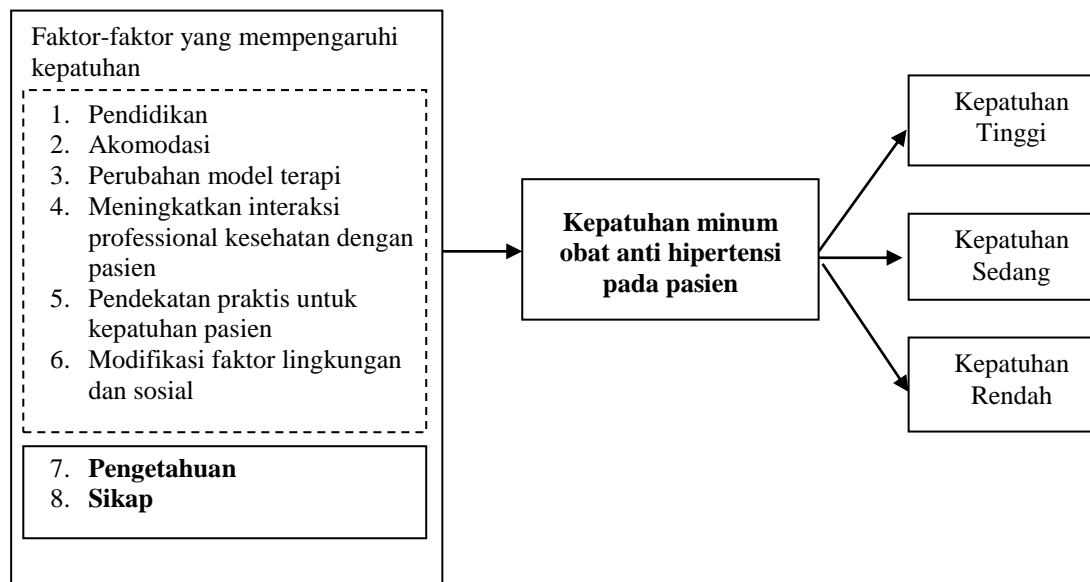 Faktor-faktor yang mempengaruhi
kepatuhan
1. Pendidikan
2. Akomodasi
3. Perubahan model terapi
4. Meningkatkan interaksi
professional kesehatan dengan
pasien
5. Pendekatan praktis untuk
kepatuhan pasien
6. Modifikasi faktor lingkungan
dan sosial
7. Pengetahuan
8. Sikap
Kepatuhan minum
obat anti hipertensi
pada pasien
Kepatuhan
Tinggi
Kepatuhan
Sedang
Kepatuhan
Rendah